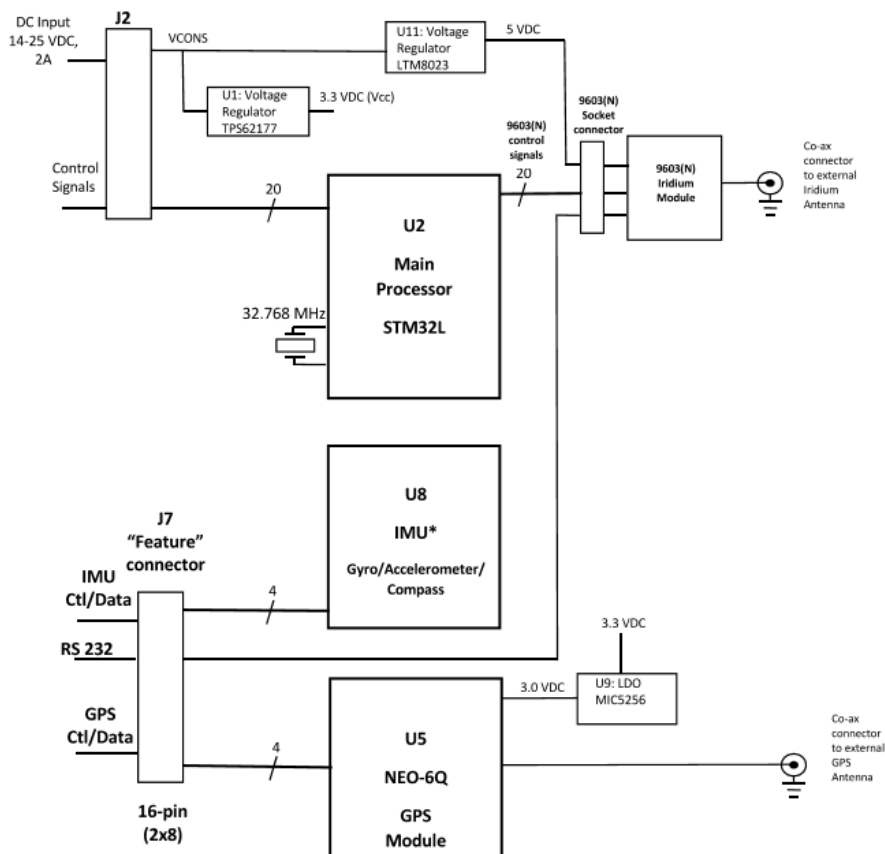 DC Input
14-25 VDC,
2A
J2
VCONS
U11: Voltage
Regulator
LTM8023
5 VDC
U1: Voltage
Regulator
TPS62177
3.3 VDC (Vcc)
9603(N)
Socket
connector
9603(N)
control
signals
20
9603(N)
Iridium
Module
Co-ax
connector
to external
Iridium
Antenna
Control
Signals
20
U2
Main
Processor
STM32L
32.768 MHz
U8
IMU*
Gyro/Accelerometer/
Compass
J7
"Feature"
connector
IMU
Ctl/Data
4
RS 232
3.3 VDC
3.0 VDC
U9: LDO
MIC5256
GPS
Ctl/Data
4
U5
NEO-6Q
GPS
Module
Co-ax
connector
to external
GPS
Antenna
16-pin
(2x8)